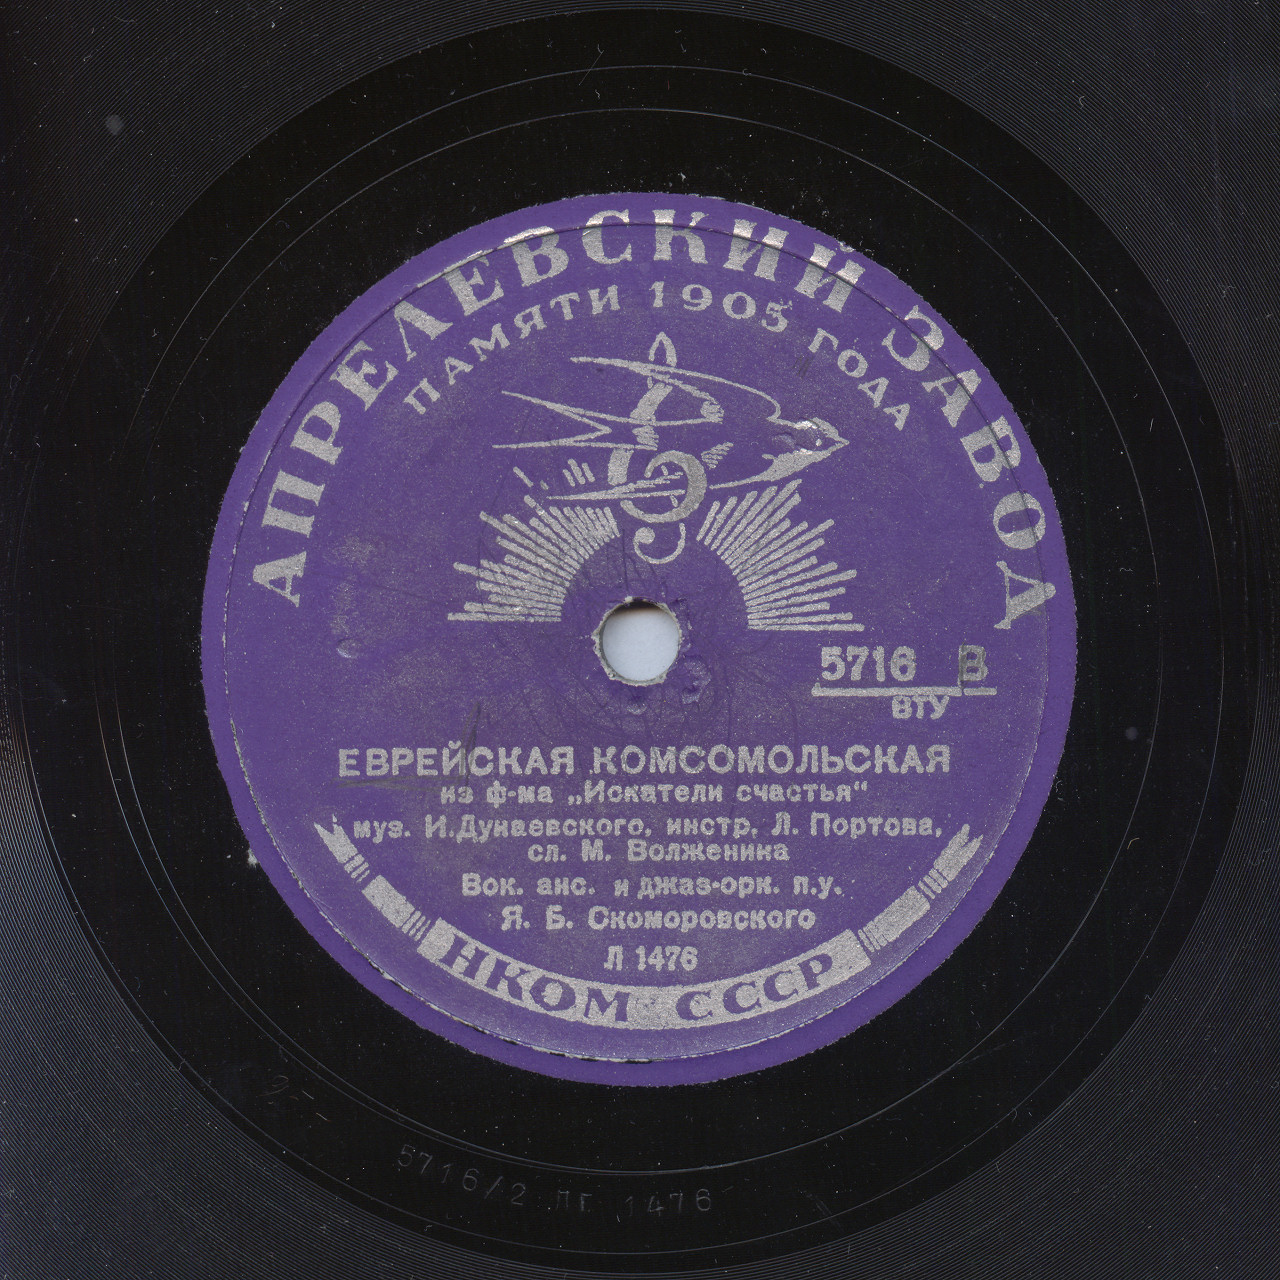 АПРЕЛЕВСКИЙ ЗАВОД
ПАМЯТИ 1905 ГОДА
5716 В
ВТУ
ЕВРЕЙСКАЯ КОМСОМОЛЬСКАЯ
из ф-ма „Искатели счастья“
муз. И.Дунаевского, инстр. Л. Портова,
сл. М. Волженина
Вок. анс. и джаз-орк. п.у.
Я. Б. Скоморовского
Л 1476
НКОМ СССР
5716/2 ЛГ 1476